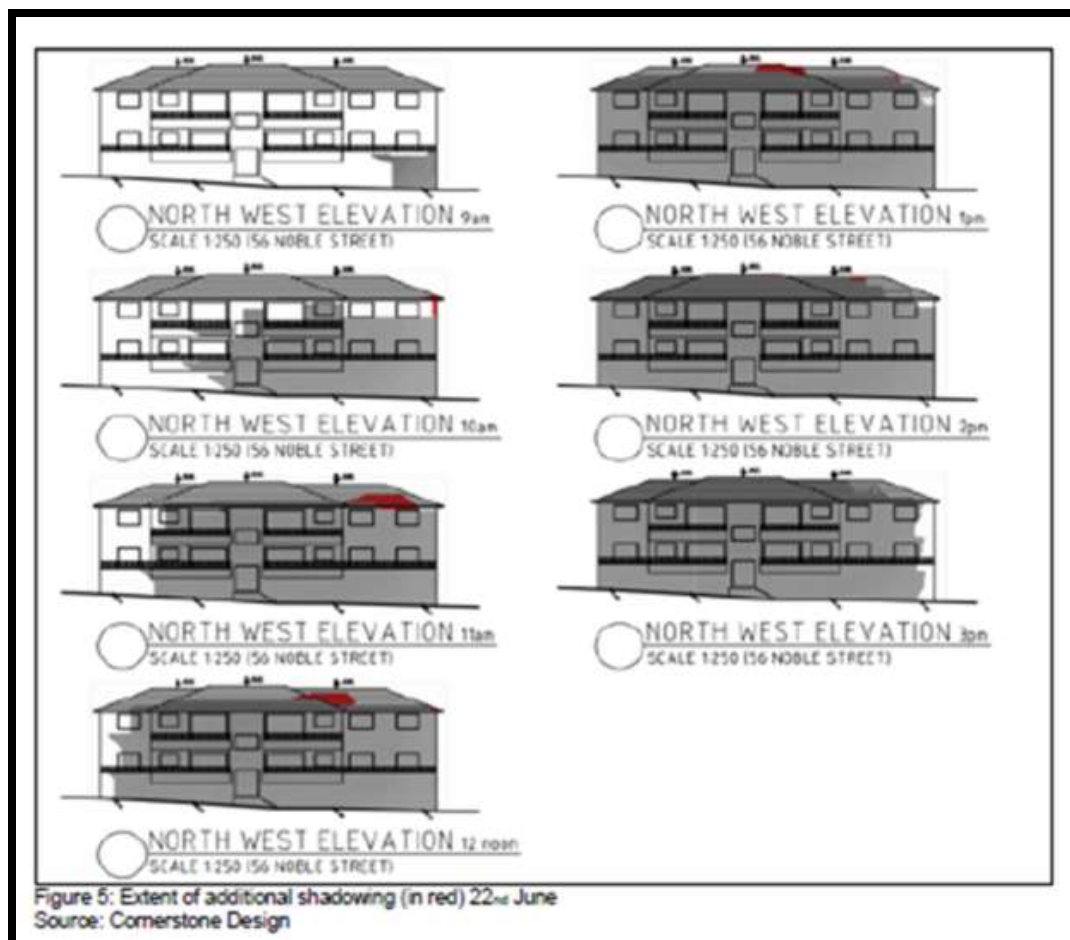 NORTH WEST ELEVATION 9am
SCALE 1:250 (56 NOBLE STREET)
NORTH WEST ELEVATION 10am
SCALE 1:250 (56 NOBLE STREET)
NORTH WEST ELEVATION 11am
SCALE 1:250 (56 NOBLE STREET)
NORTH WEST ELEVATION 12 noon
SCALE 1:250 (56 NOBLE STREET)
NORTH WEST ELEVATION 1pm
SCALE 1:250 (56 NOBLE STREET)
NORTH WEST ELEVATION 2pm
SCALE 1:250 (56 NOBLE STREET)
NORTH WEST ELEVATION 3pm
SCALE 1:250 (56 NOBLE STREET)
Figure 5: Extent of additional shadowing (in red) 22nd June
Source: Cornerstone Design